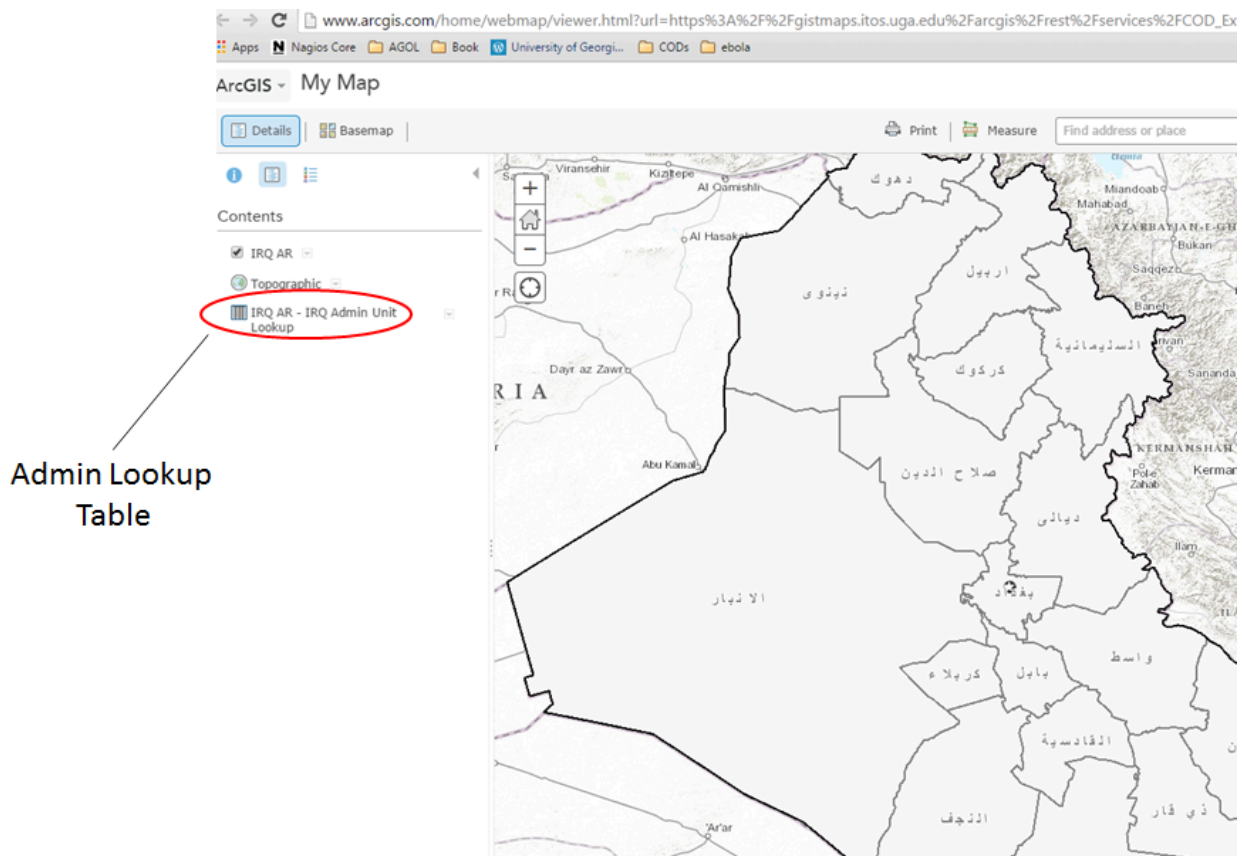 www.arcgis.com/home/webmap/viewer.html?url=https%3A%2F%2Fgistmaps.itos.uga.edu%2Farcgis%2Frest%2Fservices%2FCOD_Ex
Apps N Nagios Core AGOL Book University of Georgi... CODs ebola
ArcGIS My Map
Details Basemap Print Measure Find address or place
Contents
IRQ AR
Topographic
IRQ AR - IRQ Admin Unit
Lookup
Admin Lookup
Table
Viransehir
Kiziltepe
Al Qamishli
دهوك
Miandoab
Mahabad
AZARBAYJAN-E-GH
Bukan
Al Hasakah
Saqqez
اربيل
نينوى
Baneh
السليمانية
rivan
Sananda
كركوك
Dayr az Zawr
RIA
KERMANSHAH
Abu Kamal
صلاح الدين
Pol-e
Zahab
Kerman
ديالى
Ilam
الانبار
بغداد
واسط
كربلاء
بابل
القادسية
النجف
ذي قار
'Ar'ar